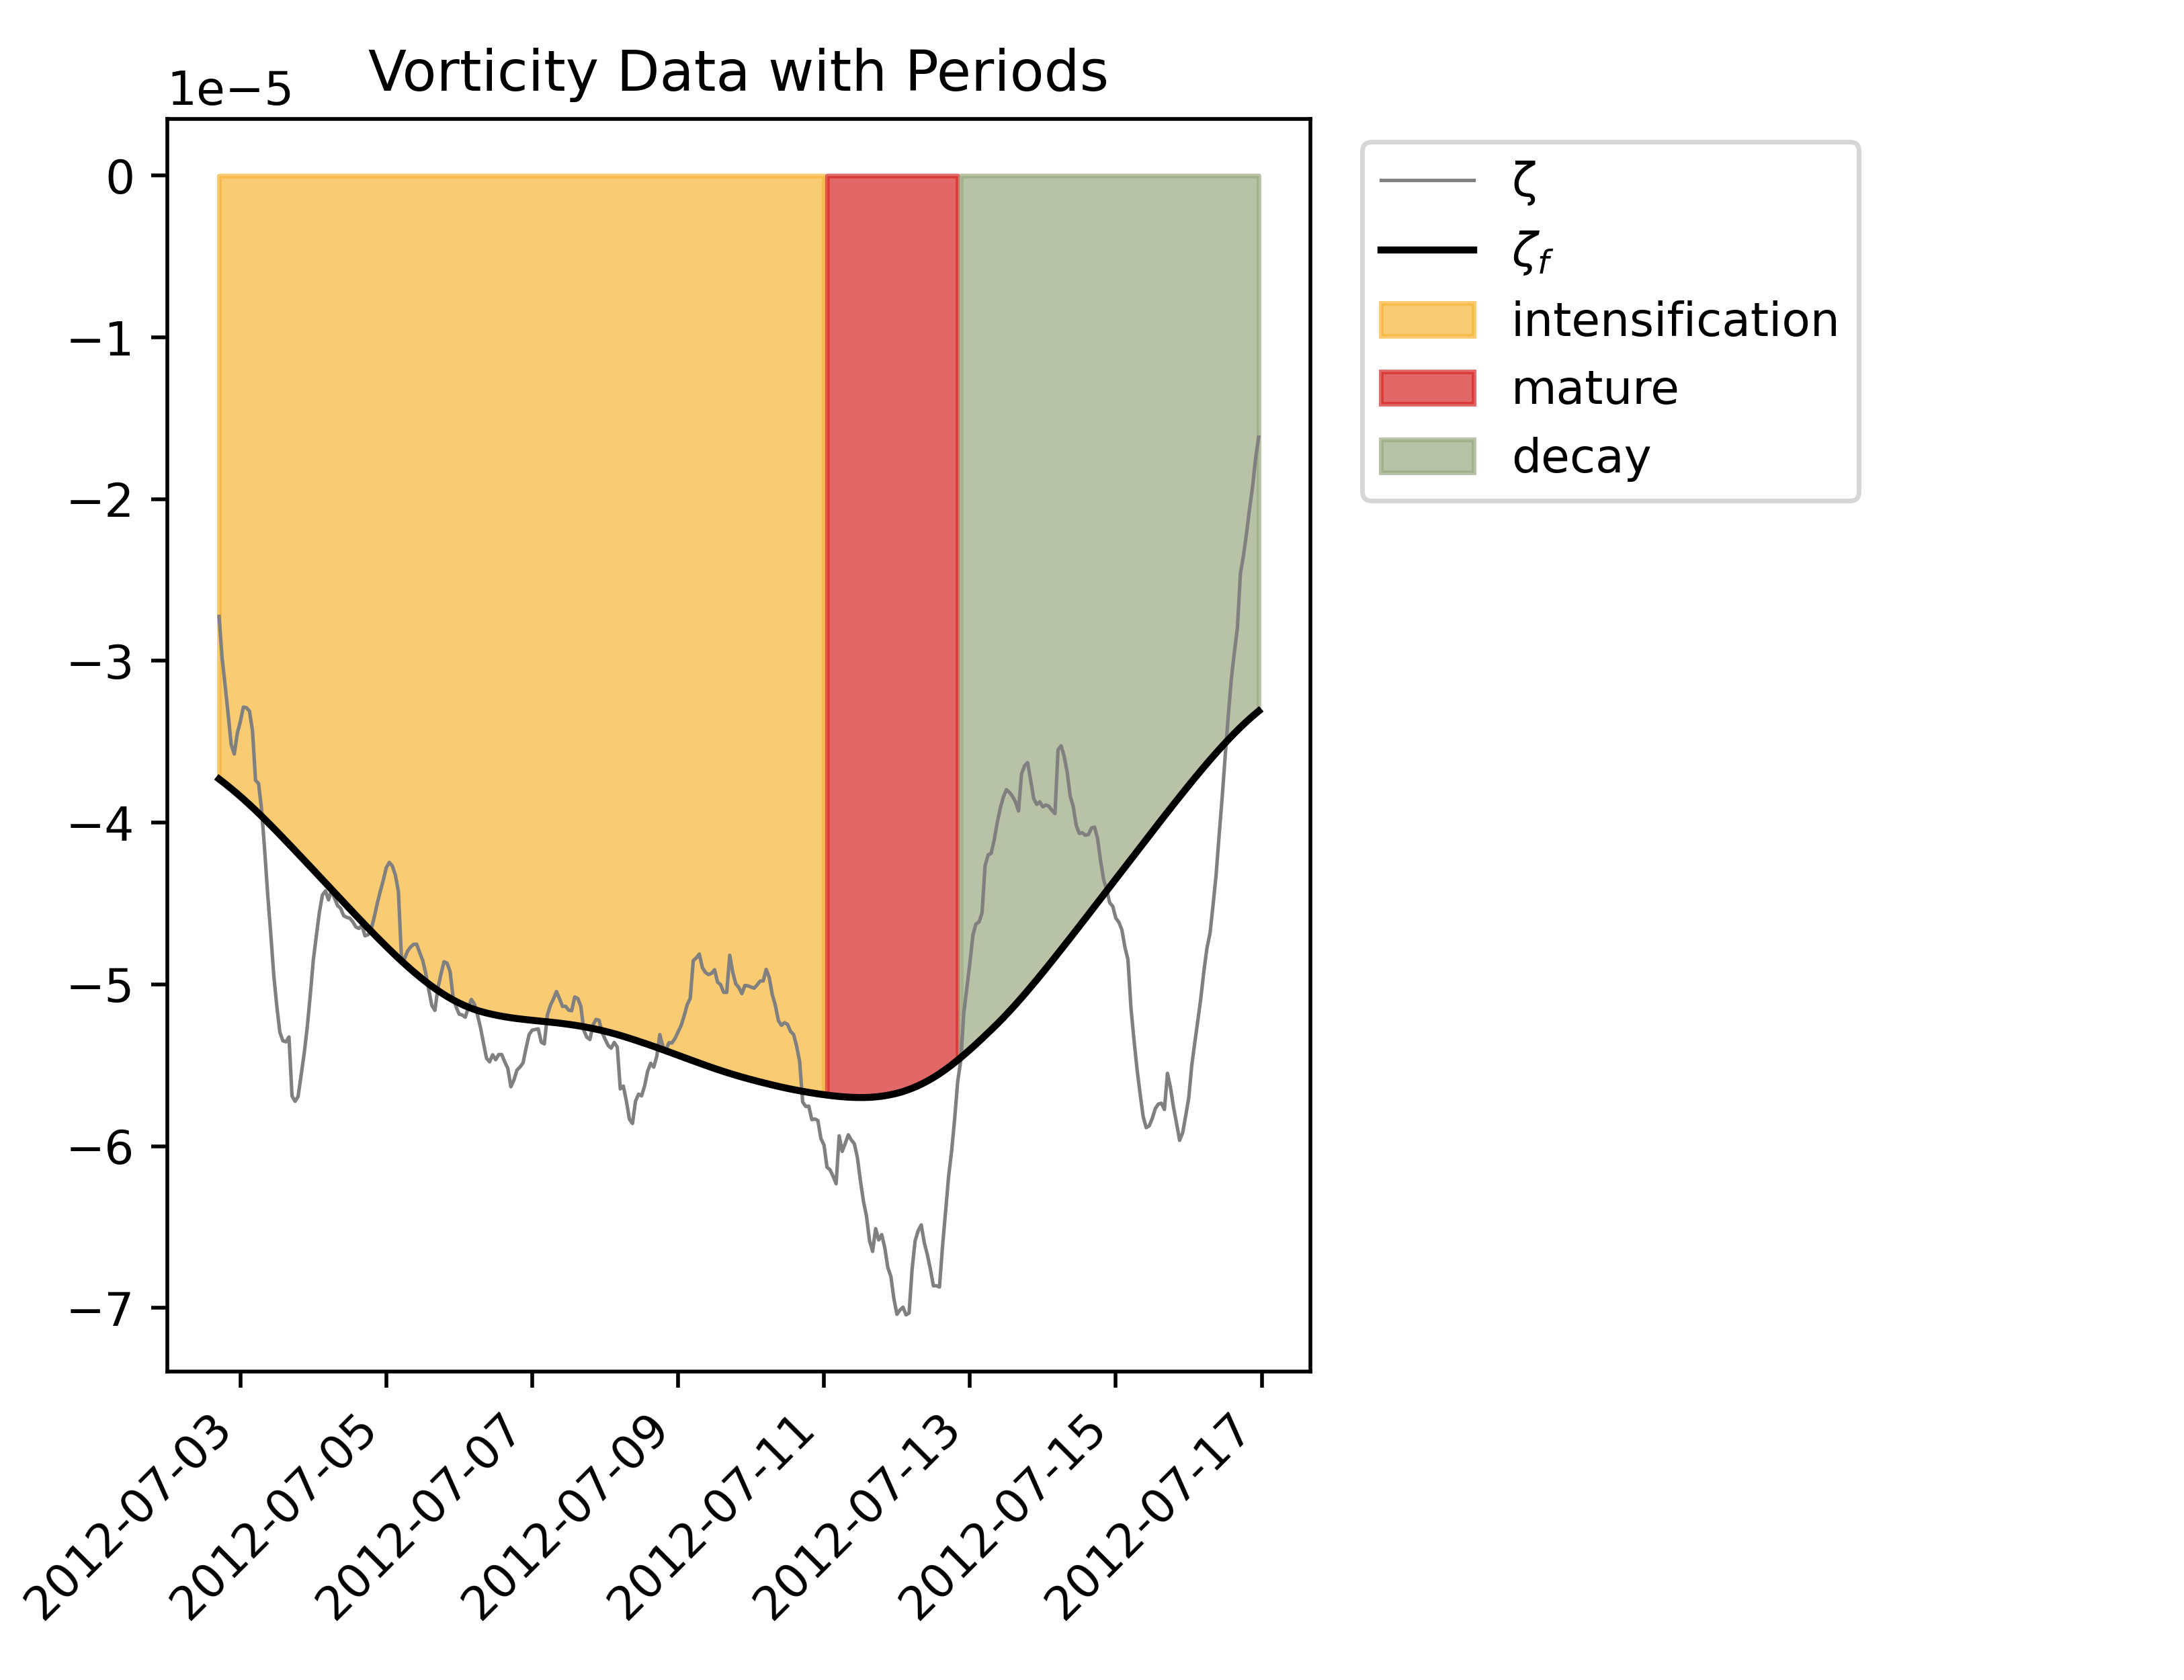 Vorticity Data with Periods
1e−5
0
−1
−2
−3
−4
−5
−6
−7
2012-07-03
2012-07-05
2012-07-07
2012-07-09
2012-07-11
2012-07-13
2012-07-15
2012-07-17
ζ
ζf
intensification
mature
decay